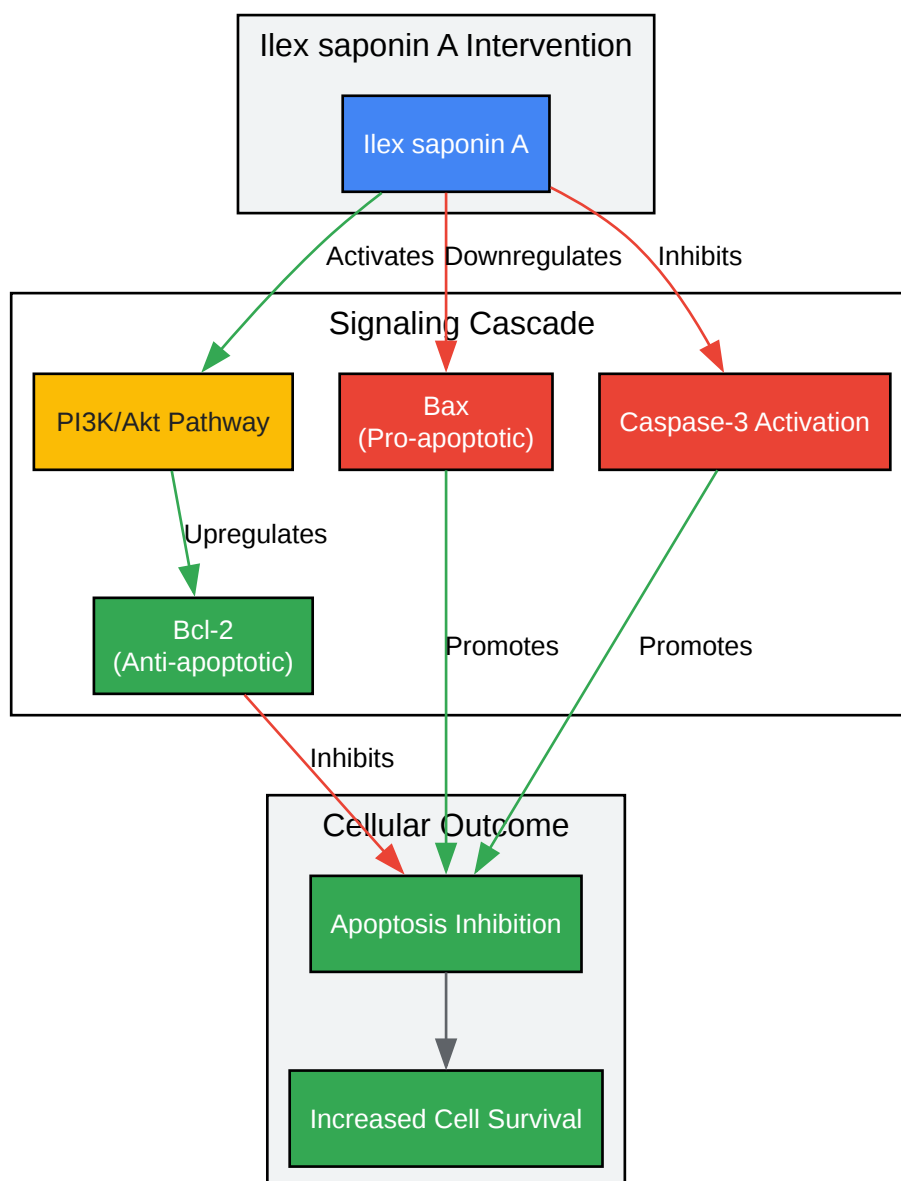 Ilex saponin A Intervention
Ilex saponin A
Activates
Downregulates
Inhibits
Signaling Cascade
PI3K/Akt Pathway
Bax
(Pro-apoptotic)
Caspase-3 Activation
Upregulates
Bcl-2
(Anti-apoptotic)
Promotes
Promotes
Inhibits
Cellular Outcome
Apoptosis Inhibition
Increased Cell Survival